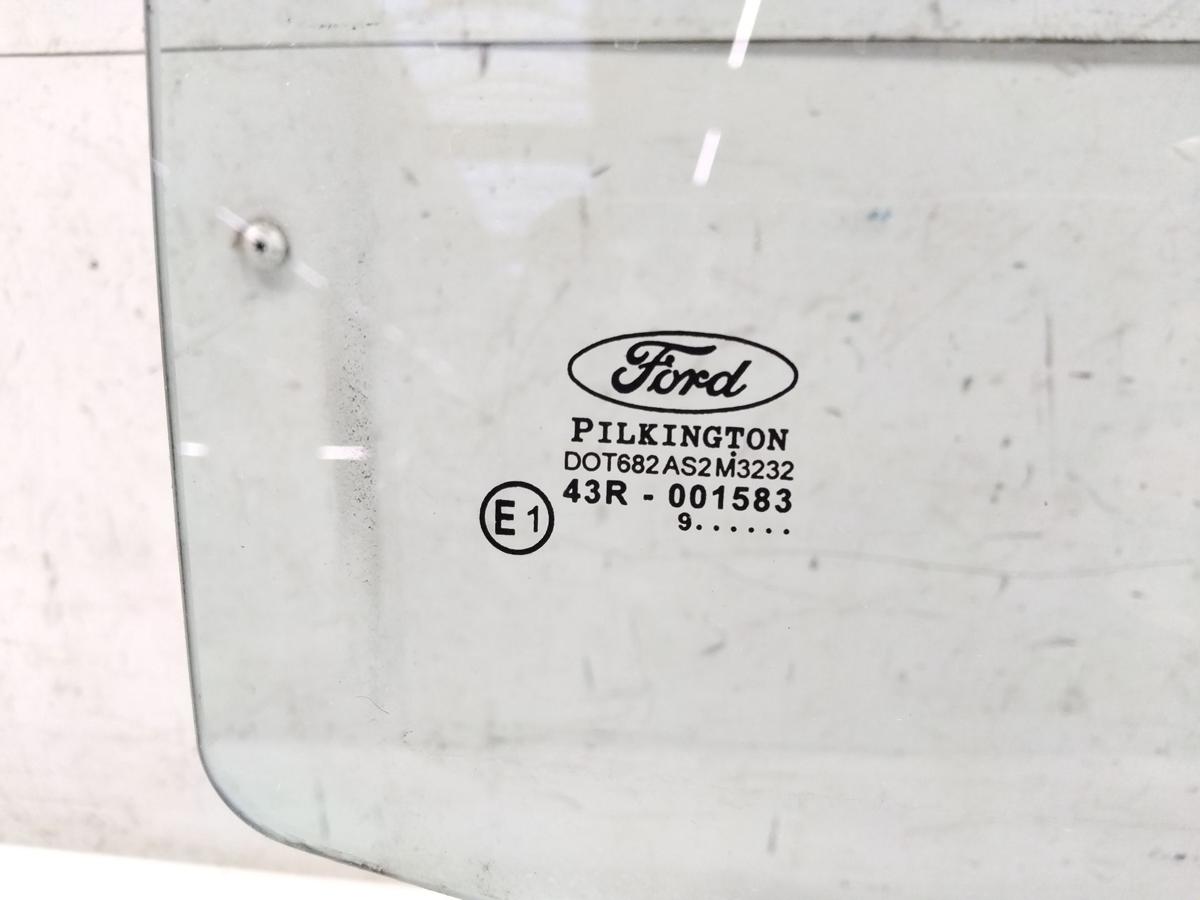 Ford
PILKINGTON
DOT682 AS2 M3232
43R - 001583
E1
9......